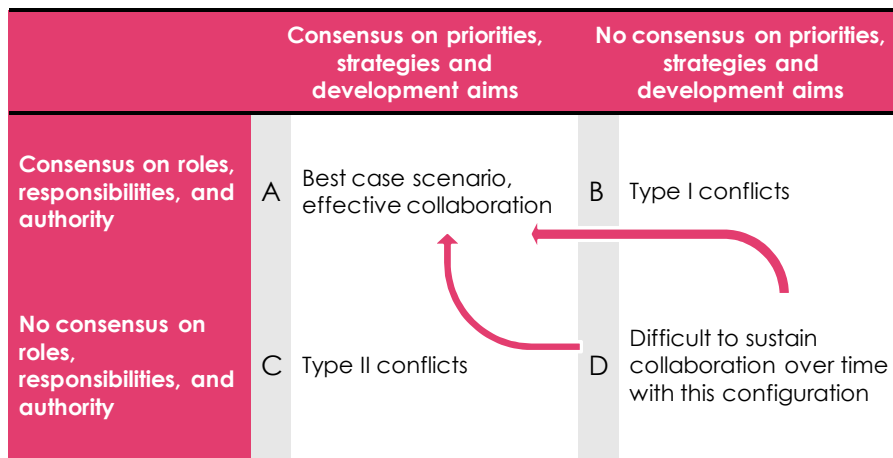 Consensus on priorities,
strategies and
development aims
No consensus on priorities,
strategies and
development aims
Consensus on roles,
responsibilities, and
authority
A
Best case scenario,
effective collaboration
B
Type I conflicts
No consensus on
roles,
responsibilities, and
authority
C
Type II conflicts
D
Difficult to sustain
collaboration over time
with this configuration